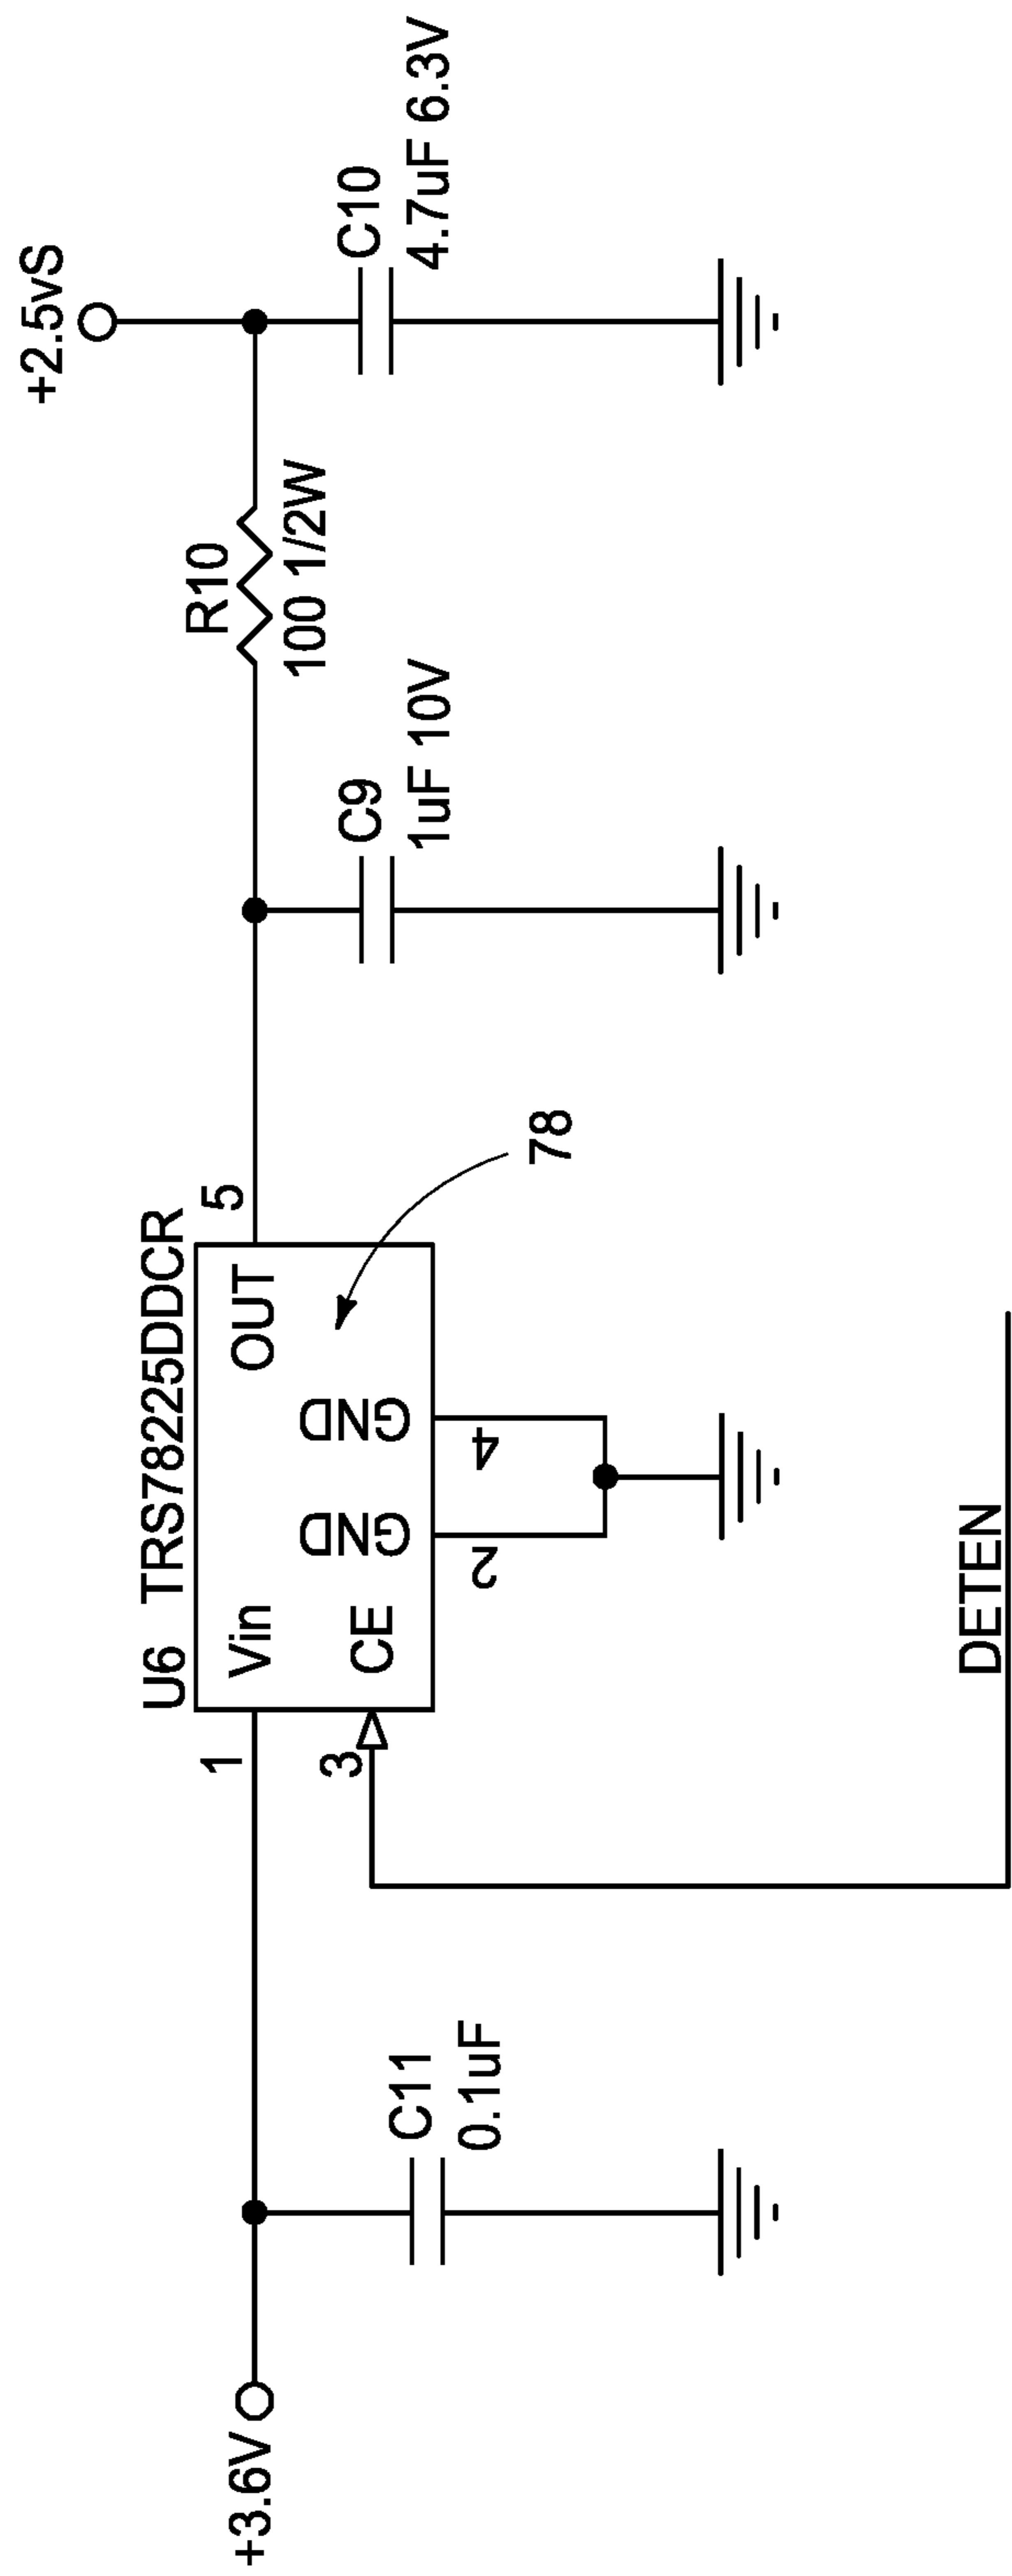 +3.6V
C11
0.1uF
1
3
U6 TRS78225DDCR
Vin
OUT
CE
GND
GND
2
4
5
78
DETEN
C9
1uF 10V
R10
100 1/2W
+2.5vS
C10
4.7uF 6.3V